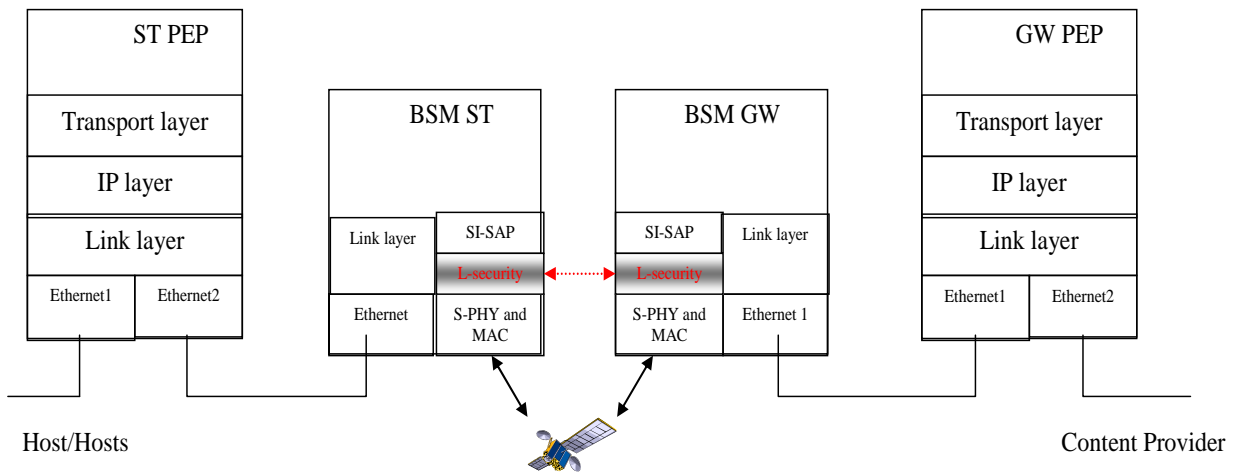 ST PEP
Transport layer
IP layer
Link layer
Ethernet1
Ethernet2
BSM ST
Link layer
SI-SAP
L-security
Ethernet
S-PHY and
MAC
BSM GW
SI-SAP
Link layer
L-security
S-PHY and
MAC
Ethernet 1
GW PEP
Transport layer
IP layer
Link layer
Ethernet1
Ethernet2
Host/Hosts
Content Provider